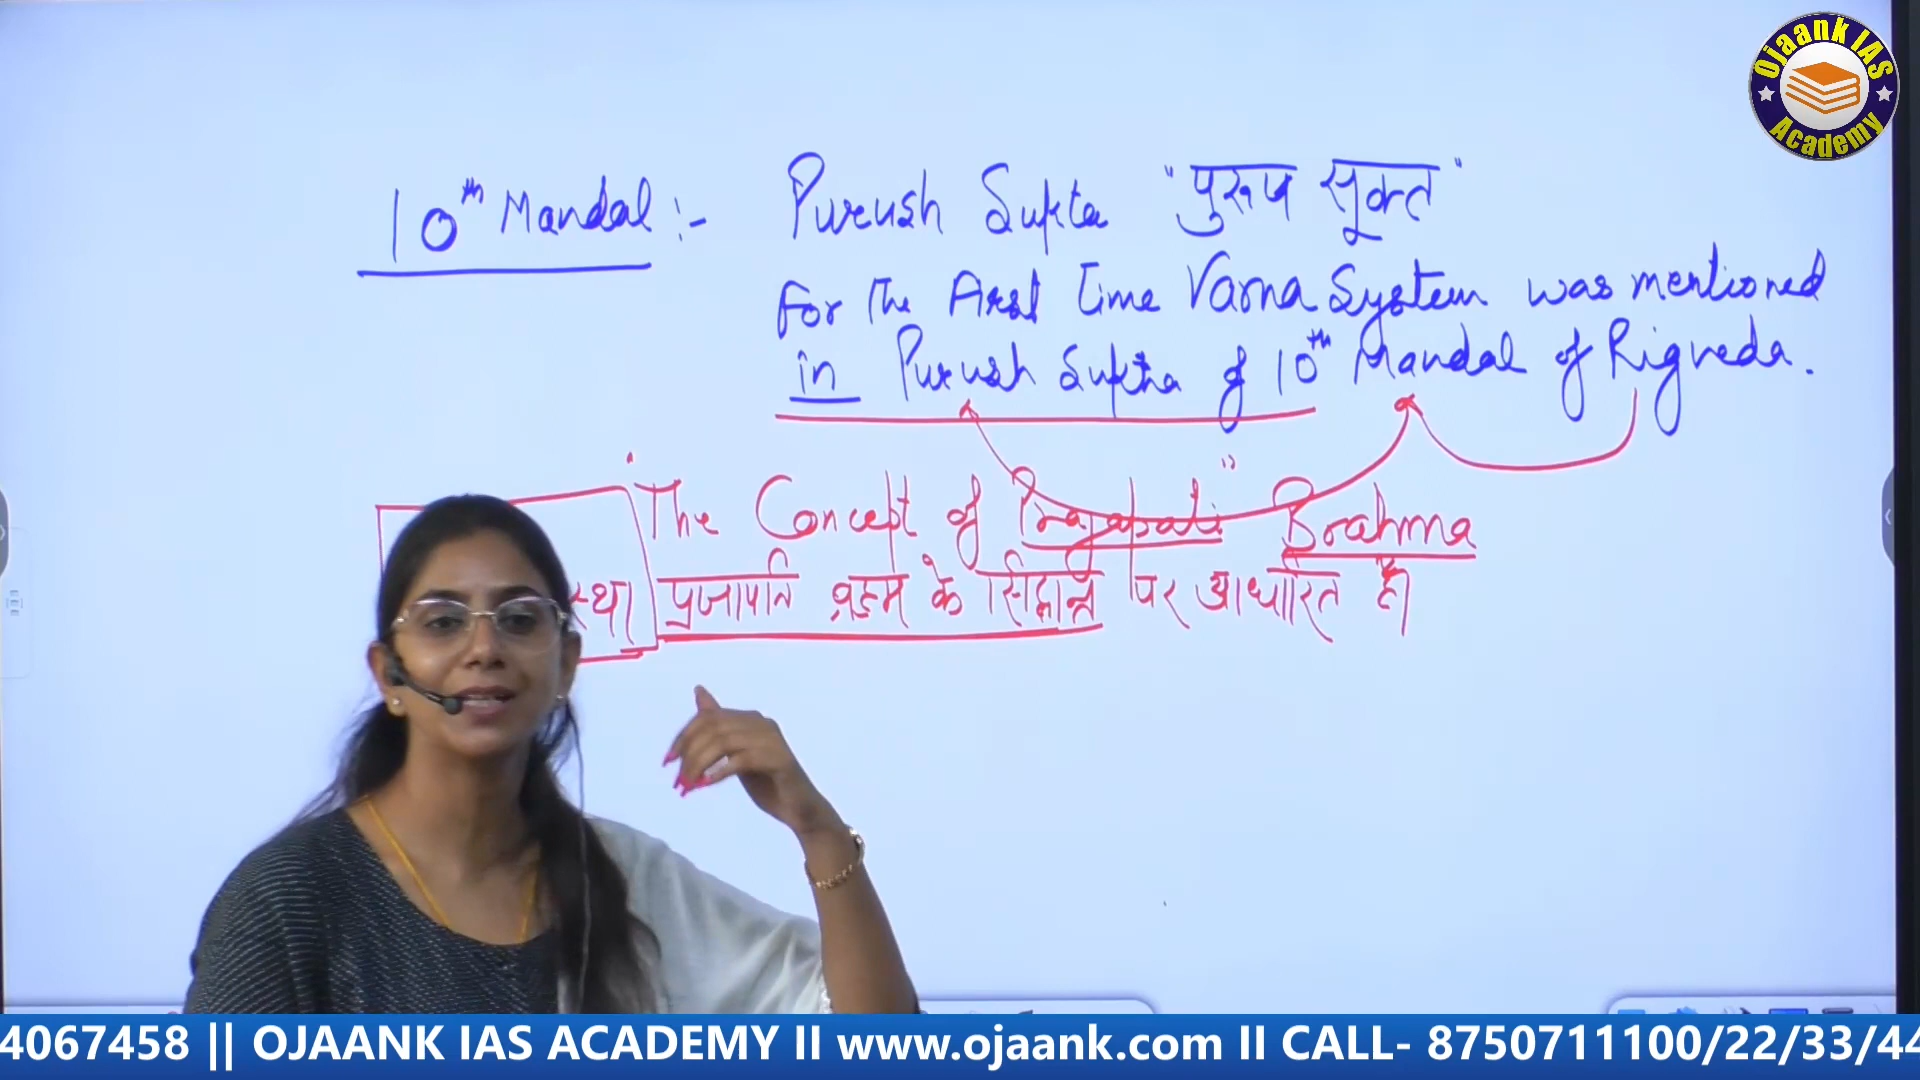 Ojaank IAS
Academy
10th Mandal :- Purush Sukta "पुरूष सूक्त"
For The First Time Varna System was mentioned
in Purush Suktha of 10th Mandal of Rigveda.
"The Concept of Prajapati" Brahma
स्था प्रजापति ब्रह्म के सिद्धान्त पर आधारित है।
4067458 || OJAANK IAS ACADEMY II www.ojaank.com II CALL- 8750711100/22/33/44